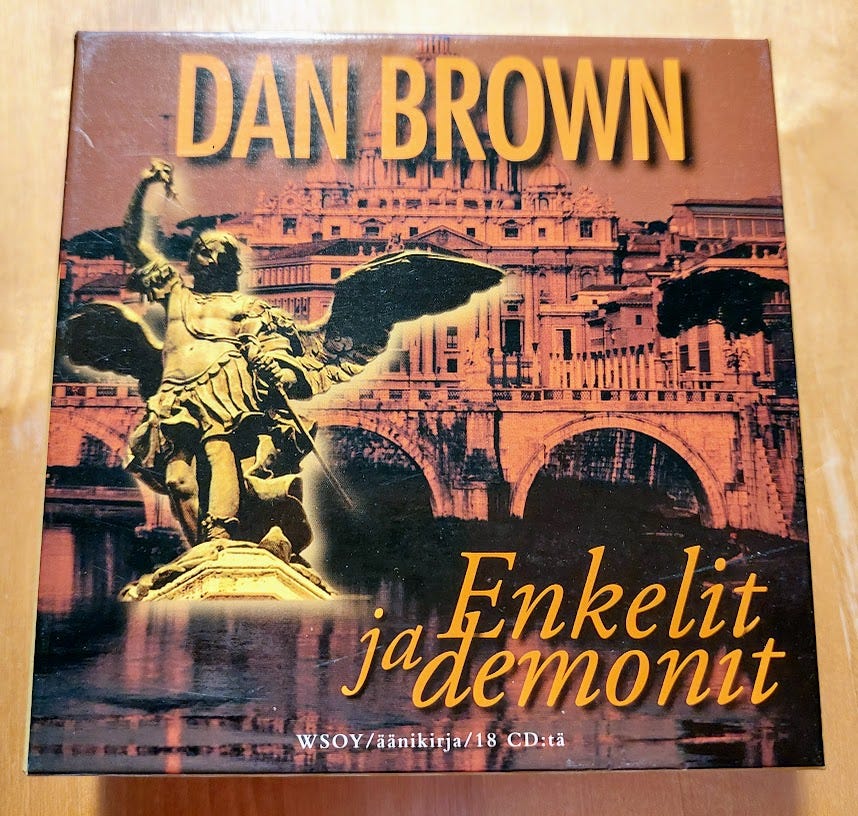 DAN BROWN
Enkelit
ja demonit
WSOY/äänikirja/18 CD:tä